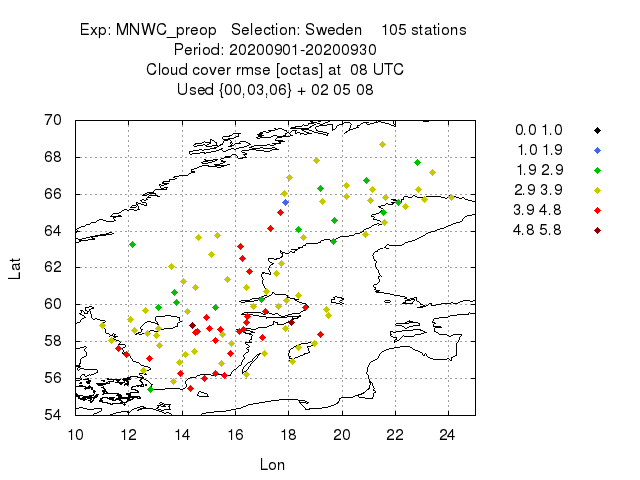 Exp: MNWC_preop Selection: Sweden 105 stations
Period: 20200901-20200930
Cloud cover rmse [octas] at 08 UTC
Used {00,03,06} + 02 05 08
70
68
66
64
62
60
58
56
54
10 12 14 16 18 20 22 24
Lat
Lon
0.0 1.0
1.0 1.9
1.9 2.9
2.9 3.9
3.9 4.8
4.8 5.8